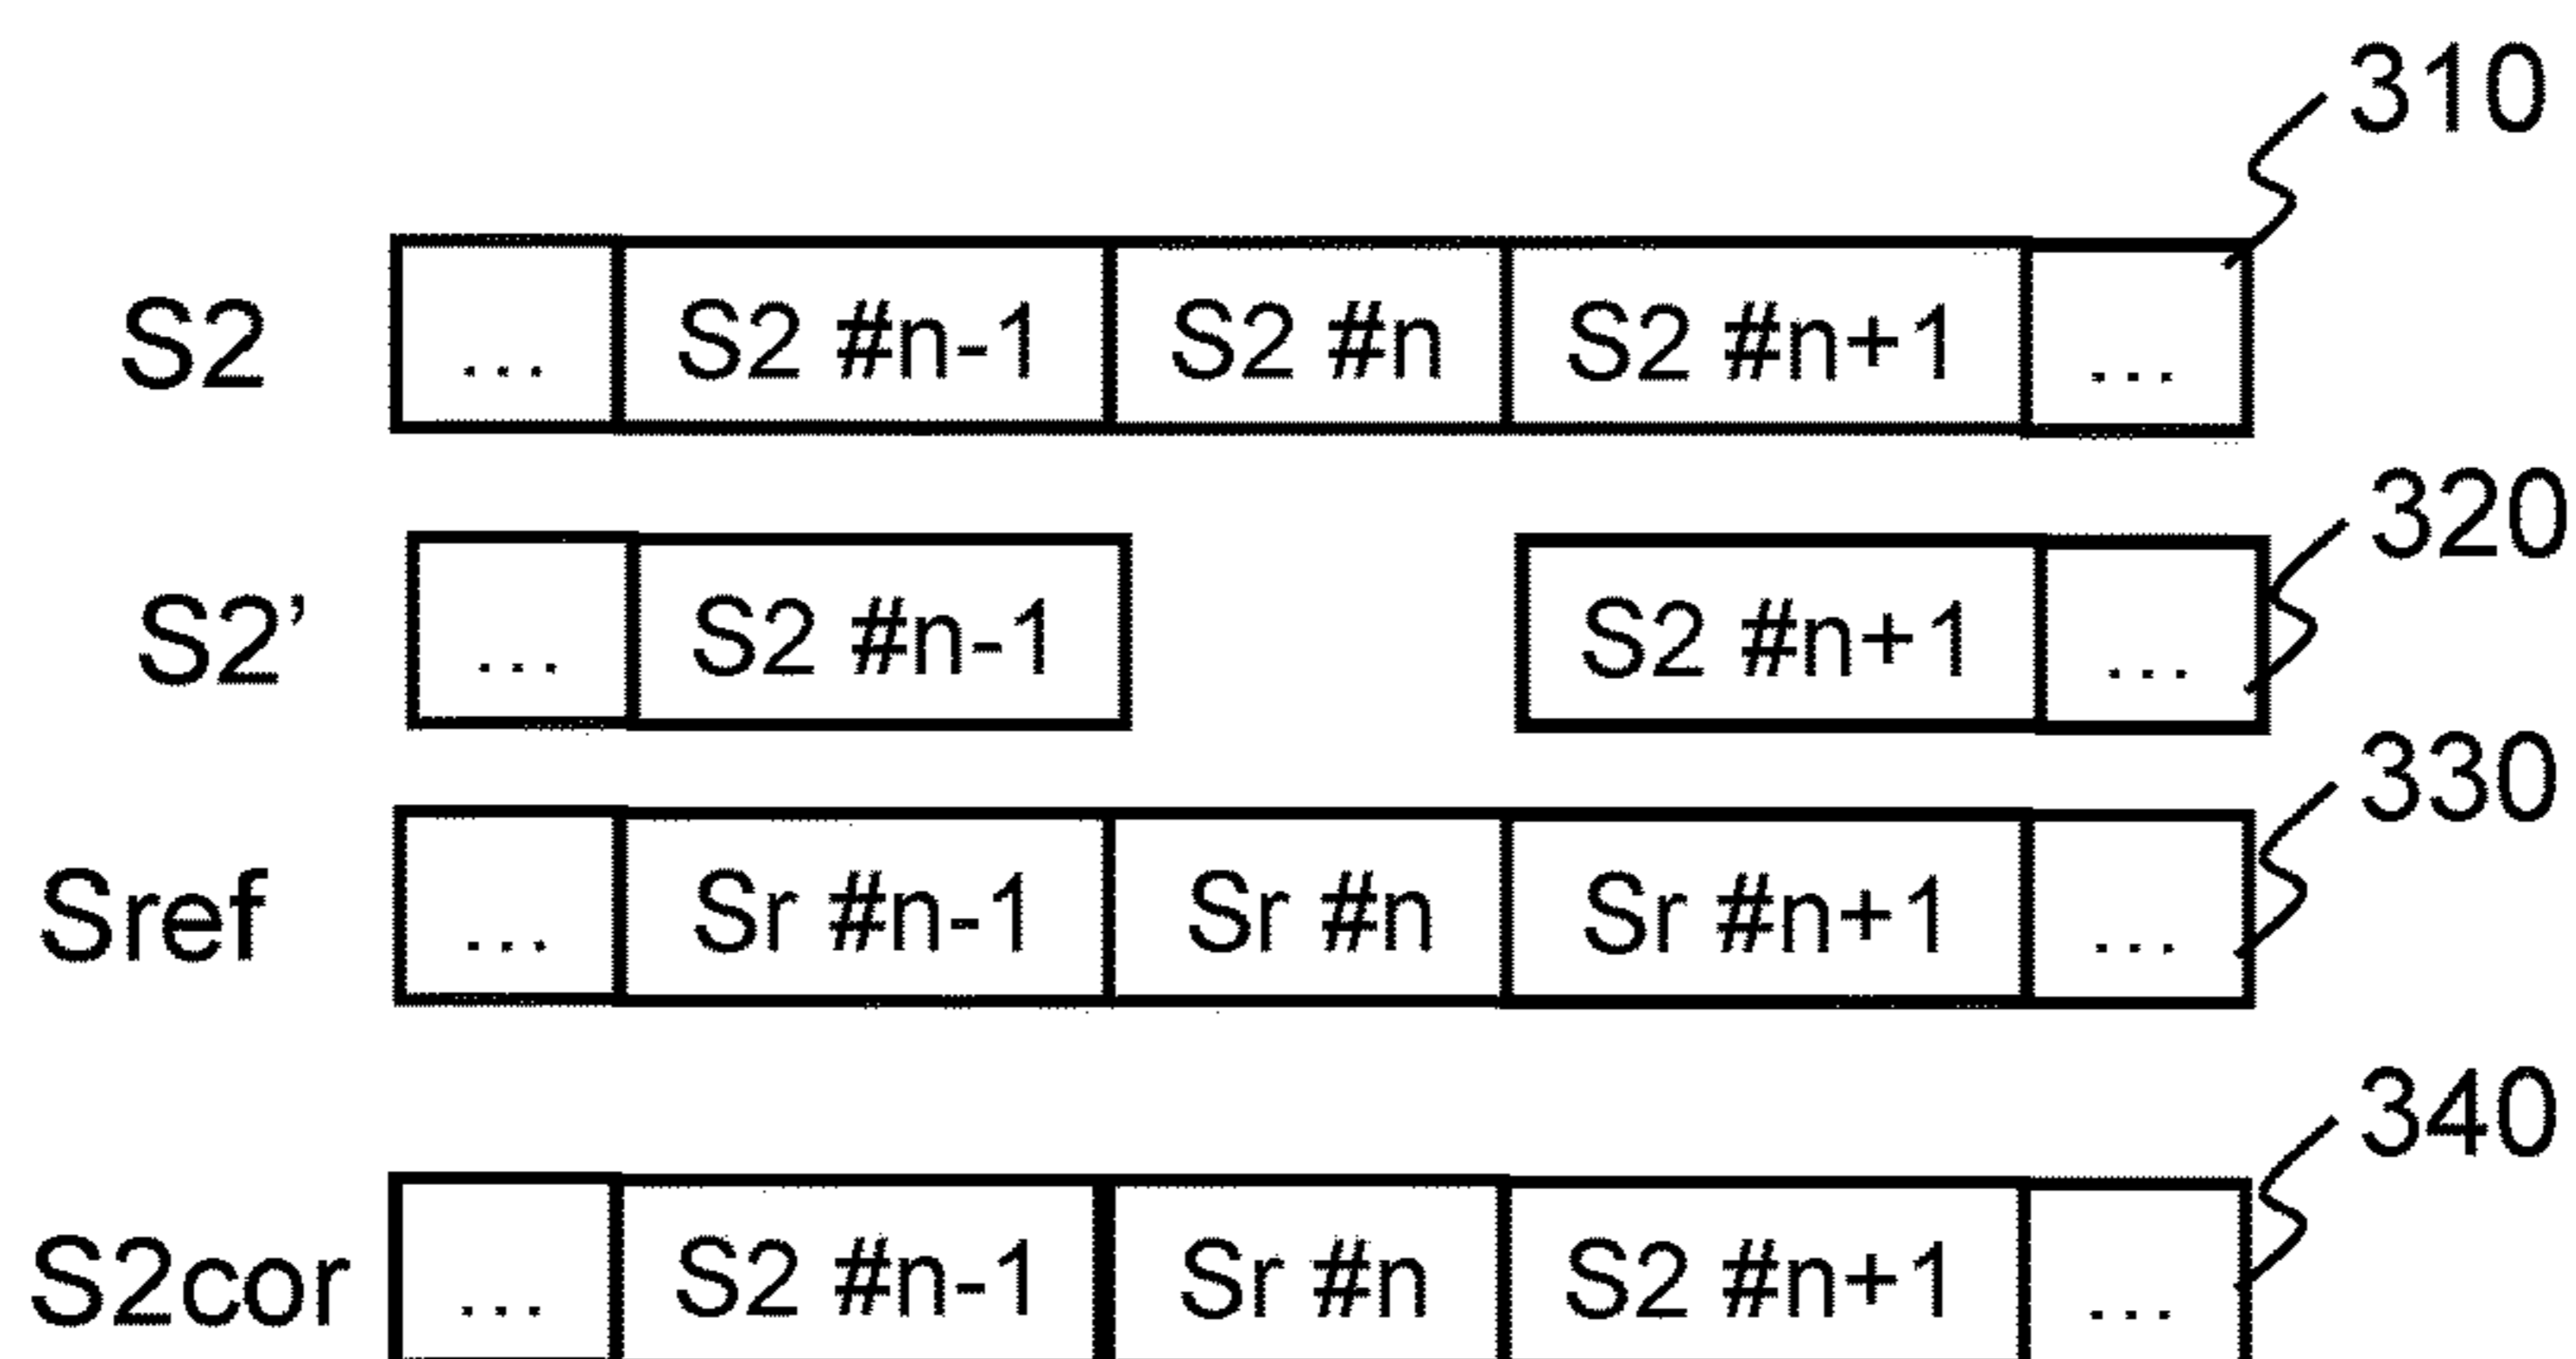 310
S2 ... S2 #n-1 S2 #n S2 #n+1 ...
320
S2' ... S2 #n-1 S2 #n+1 ...
330
Sref ... Sr #n-1 Sr #n Sr #n+1 ...
340
S2cor ... S2 #n-1 Sr #n S2 #n+1 ...